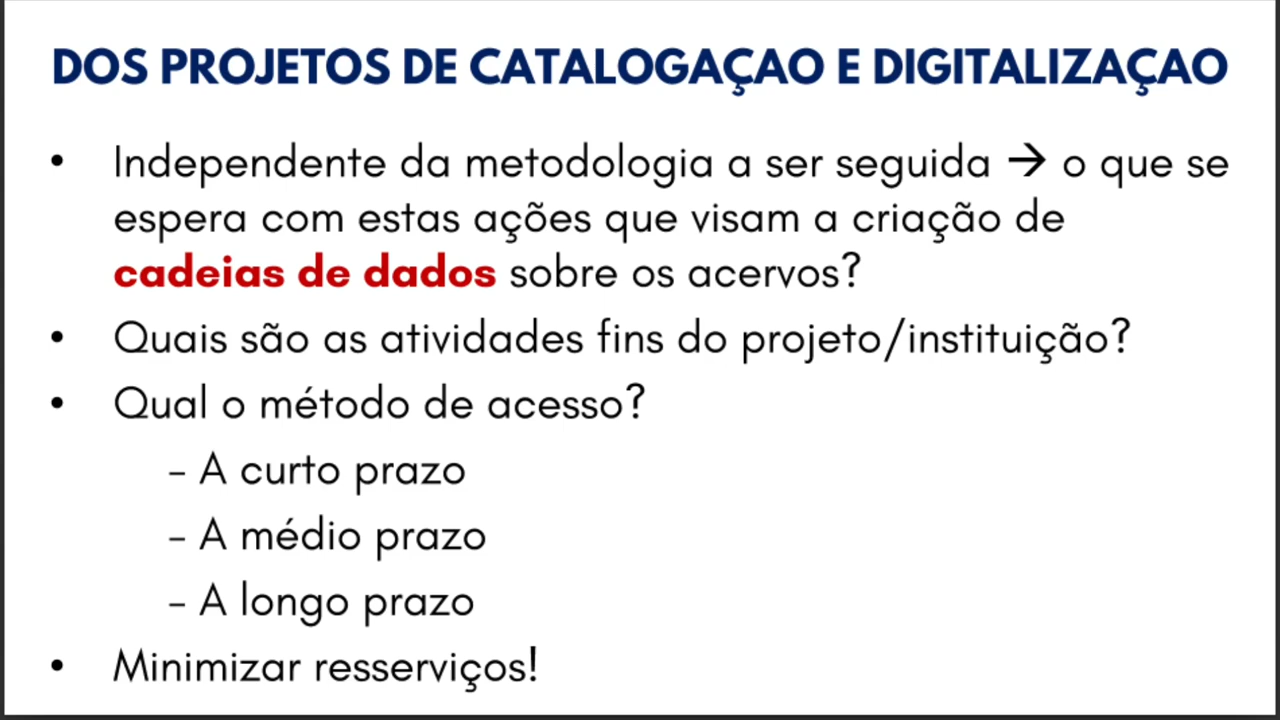 DOS PROJETOS DE CATALOGAÇAO E DIGITALIZAÇAO
• Independente da metodologia a ser seguida → o que se
espera com estas ações que visam a criação de
cadeias de dados sobre os acervos?
• Quais são as atividades fins do projeto/instituição?
• Qual o método de acesso?
– A curto prazo
– A médio prazo
– A longo prazo
• Minimizar resserviços!